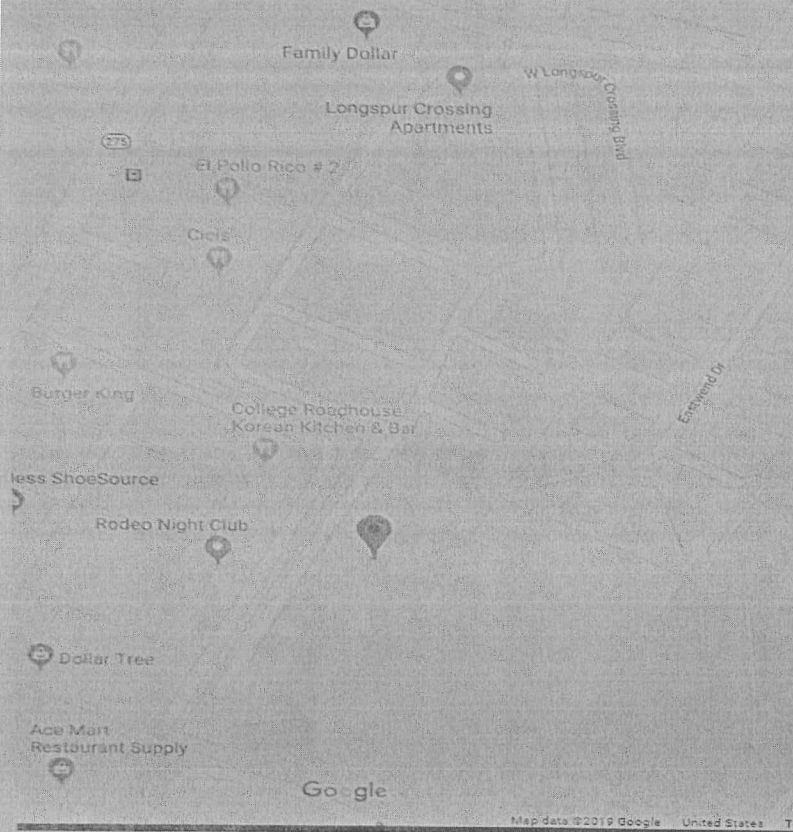 Family Dollar
W Longspur Crossing Blvd
Longspur Crossing
Apartments
275
El Pollo Rico # 2
Cicis
Burger King
Eastwend Dr
College Roadhouse
Korean Kitchen & Bar
less ShoeSource
Rodeo Night Club
Dollar Tree
Ace Mart
Restaurant Supply
Google
Map data ©2019 Google United States T